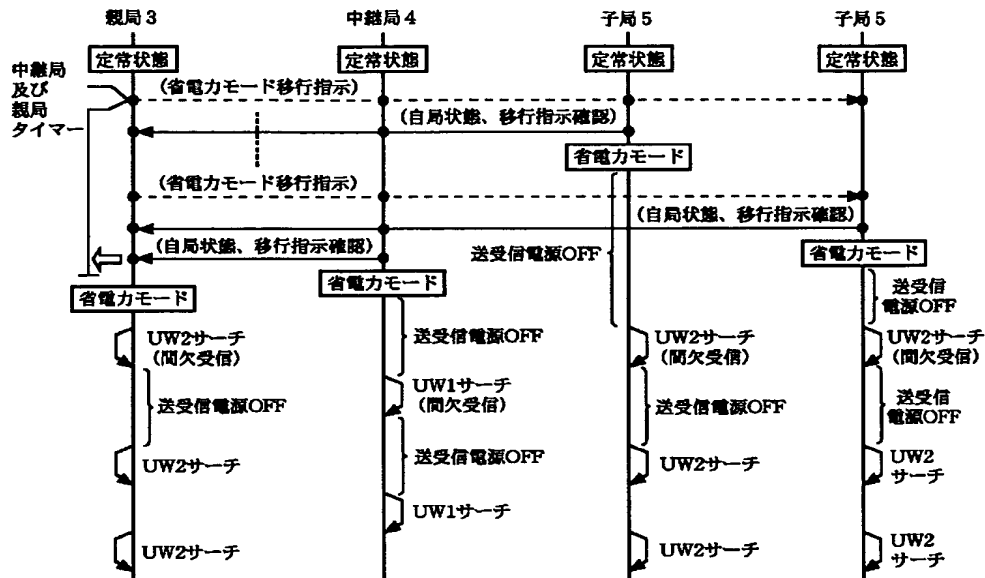 親局3 中継局4 子局5 子局5
定常状態 定常状態 定常状態 定常状態
中継局
及び
親局
タイマー
(省電力モード移行指示)
(自局状態、移行指示確認)
省電力モード
(省電力モード移行指示)
(自局状態、移行指示確認)
(自局状態、移行指示確認)
送受信電源OFF
省電力モード
省電力モード
省電力モード
送受信
電源OFF
UW2サーチ
(間欠受信)
送受信電源OFF
UW2サーチ
(間欠受信)
UW2サーチ
(間欠受信)
UW1サーチ
(間欠受信)
送受信電源OFF
送受信電源OFF
送受信
電源OFF
送受信電源OFF
UW2サーチ
UW2サーチ
UW2
サーチ
UW1サーチ
UW2サーチ
UW2サーチ
UW2
サーチ